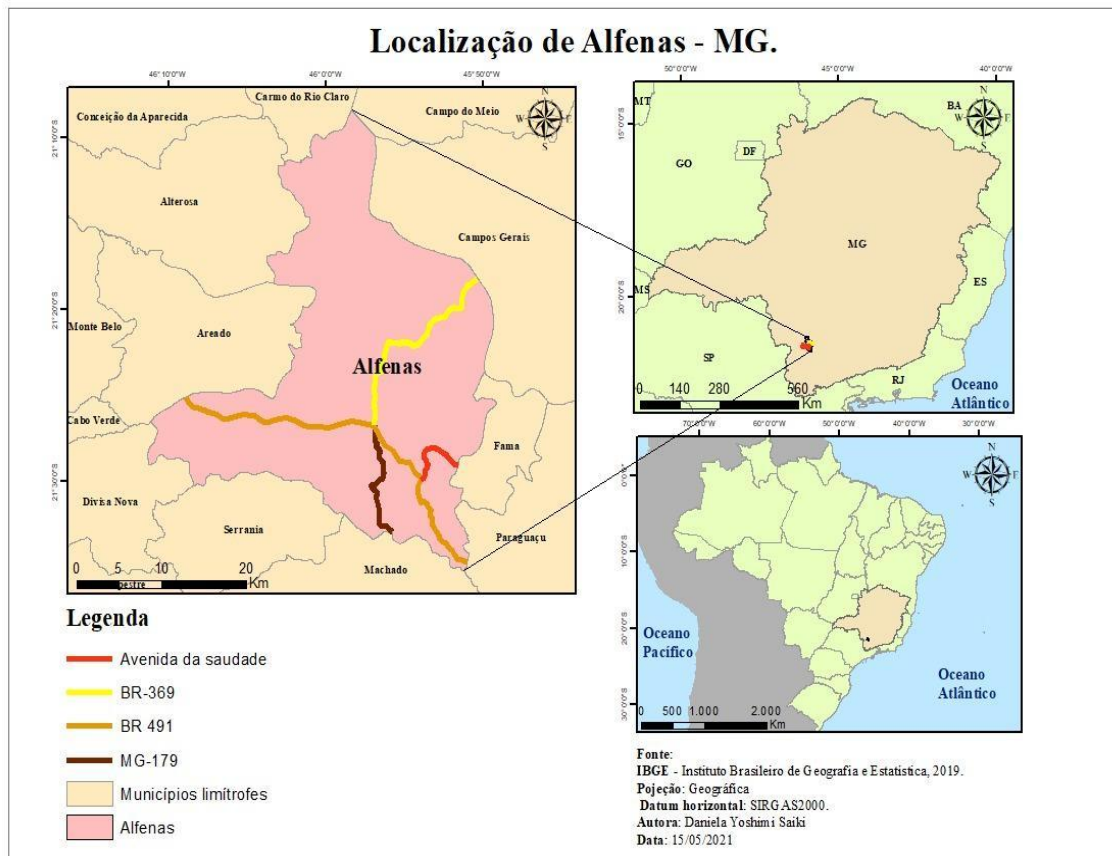 Localização de Alfenas - MG.
46°10'0"W 46°0'0"W 45°50'0"W
Carmo do Rio Claro
Conceição da Aparecida
Campo do Meio
N
W E
S
21°10'0"S
Alterosa
Campos Gerais
21°20'0"S
Monte Belo
Areado
Alfenas
Cabo Verde
Fama
21°30'0"S
Divisa Nova
Serrania
Paraguaçu
Machado
0 5 10 20
Km
pestre
50°0'0"W 45°0'0"W 40°0'0"W
MT
BA
N
W E
S
15°0'0"S
DF
GO
MG
MS
20°0'0"S
ES
SP
RJ
Oceano
Atlântico
0 140 280 560
Km
70°0'0"W 60°0'0"W 50°0'0"W 40°0'0"W 30°0'0"W
N
W E
S
0°0'0"
10°0'0"S
20°0'0"S
30°0'0"S
Oceano
Pacífico
Oceano
Atlântico
0 500 1.000 2.000
Km
Legenda
Avenida da saudade
BR-369
BR 491
MG-179
Municípios limítrofes
Alfenas
Fonte:
IBGE - Instituto Brasileiro de Geografia e Estatística, 2019.
Pojeção: Geográfica
Datum horizontal: SIRGAS2000.
Autora: Daniela Yoshimi Saiki
Data: 15/05/2021